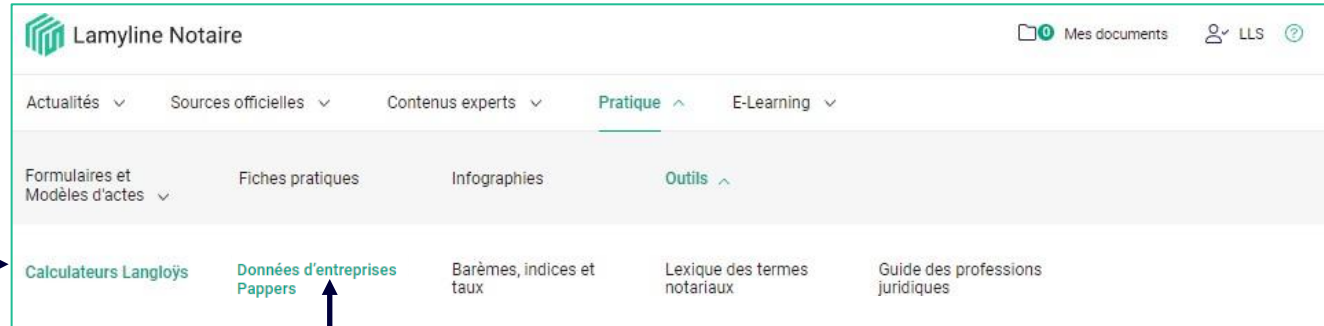 Lamyline Notaire
0 Mes documents LLS ?
Actualités Sources officielles Contenus experts Pratique E-Learning
Formulaires et
Modèles d'actes
Fiches pratiques
Infographies
Outils
Calculateurs Langloÿs
Données d'entreprises
Pappers
Barèmes, indices et
taux
Lexique des termes
notariaux
Guide des professions
juridiques